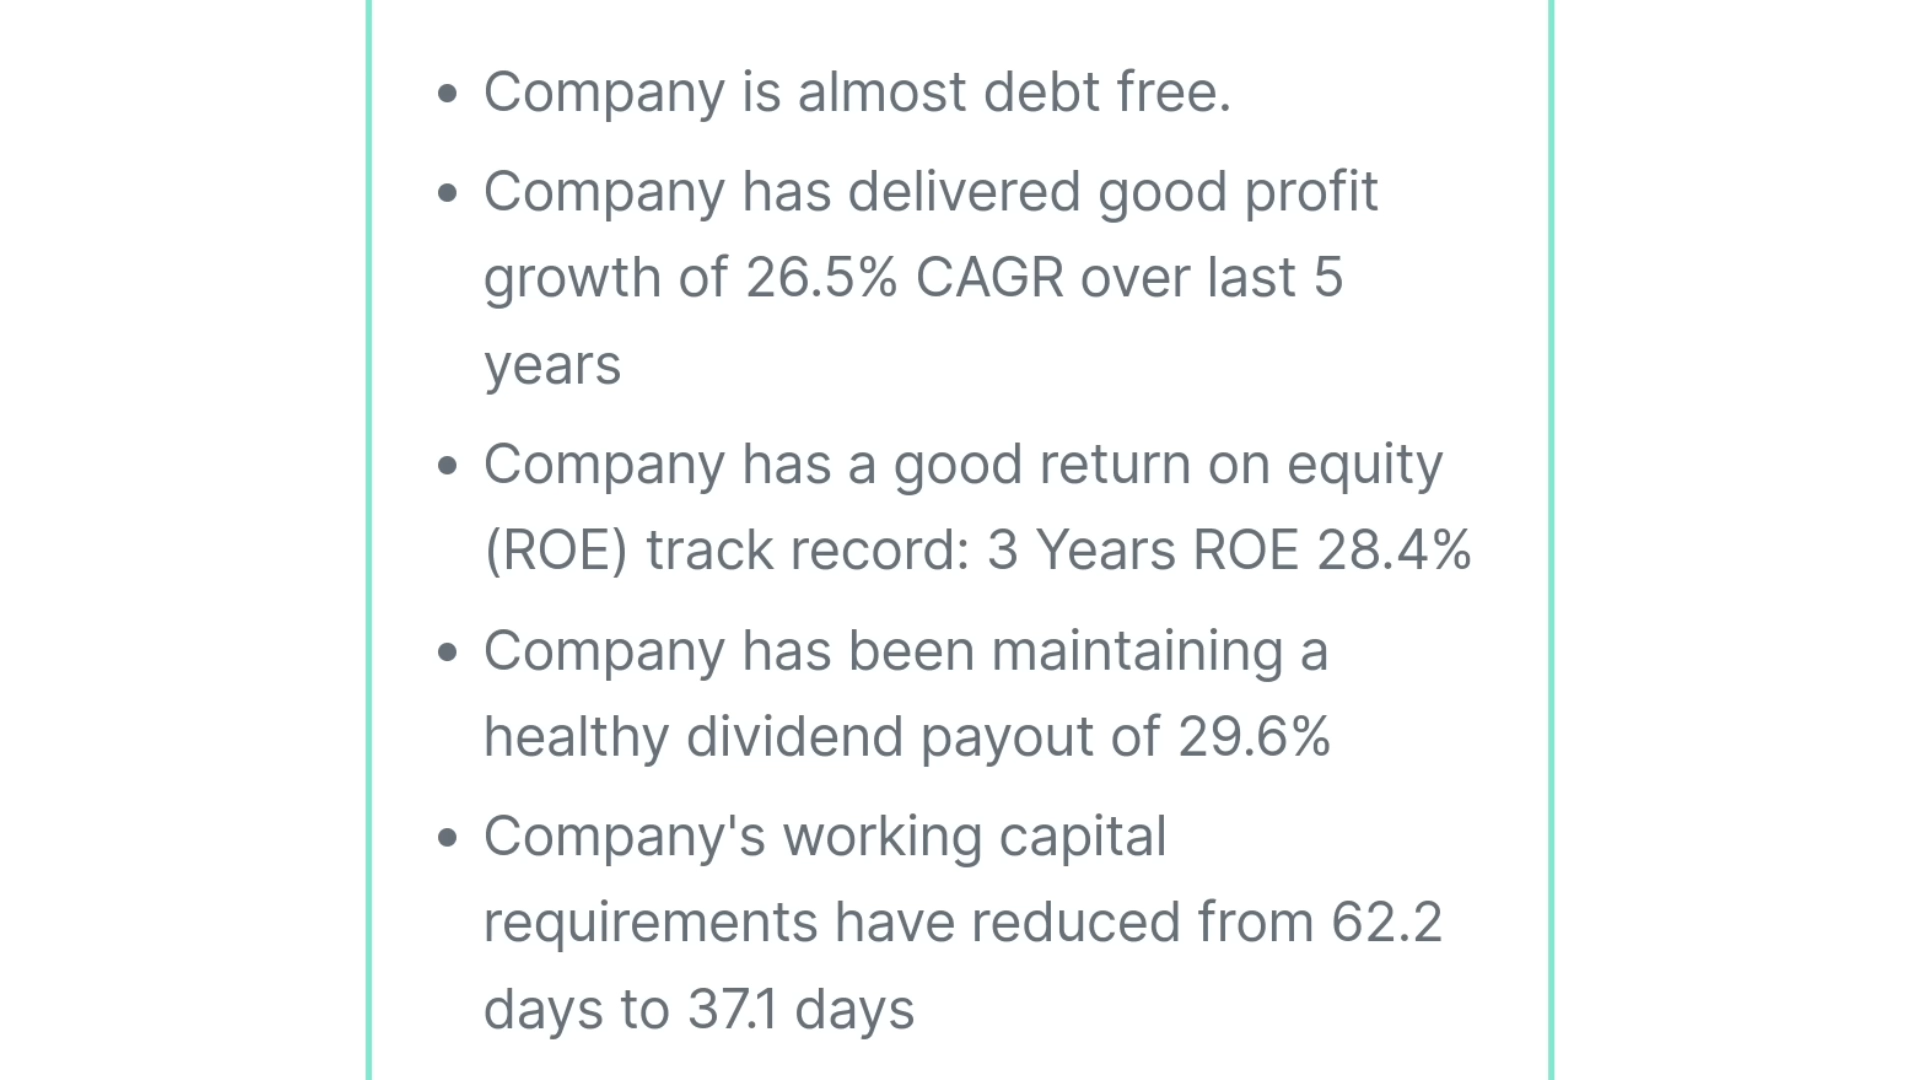 • Company is almost debt free.
• Company has delivered good profit
growth of 26.5% CAGR over last 5
years
• Company has a good return on equity
(ROE) track record: 3 Years ROE 28.4%
• Company has been maintaining a
healthy dividend payout of 29.6%
• Company's working capital
requirements have reduced from 62.2
days to 37.1 days